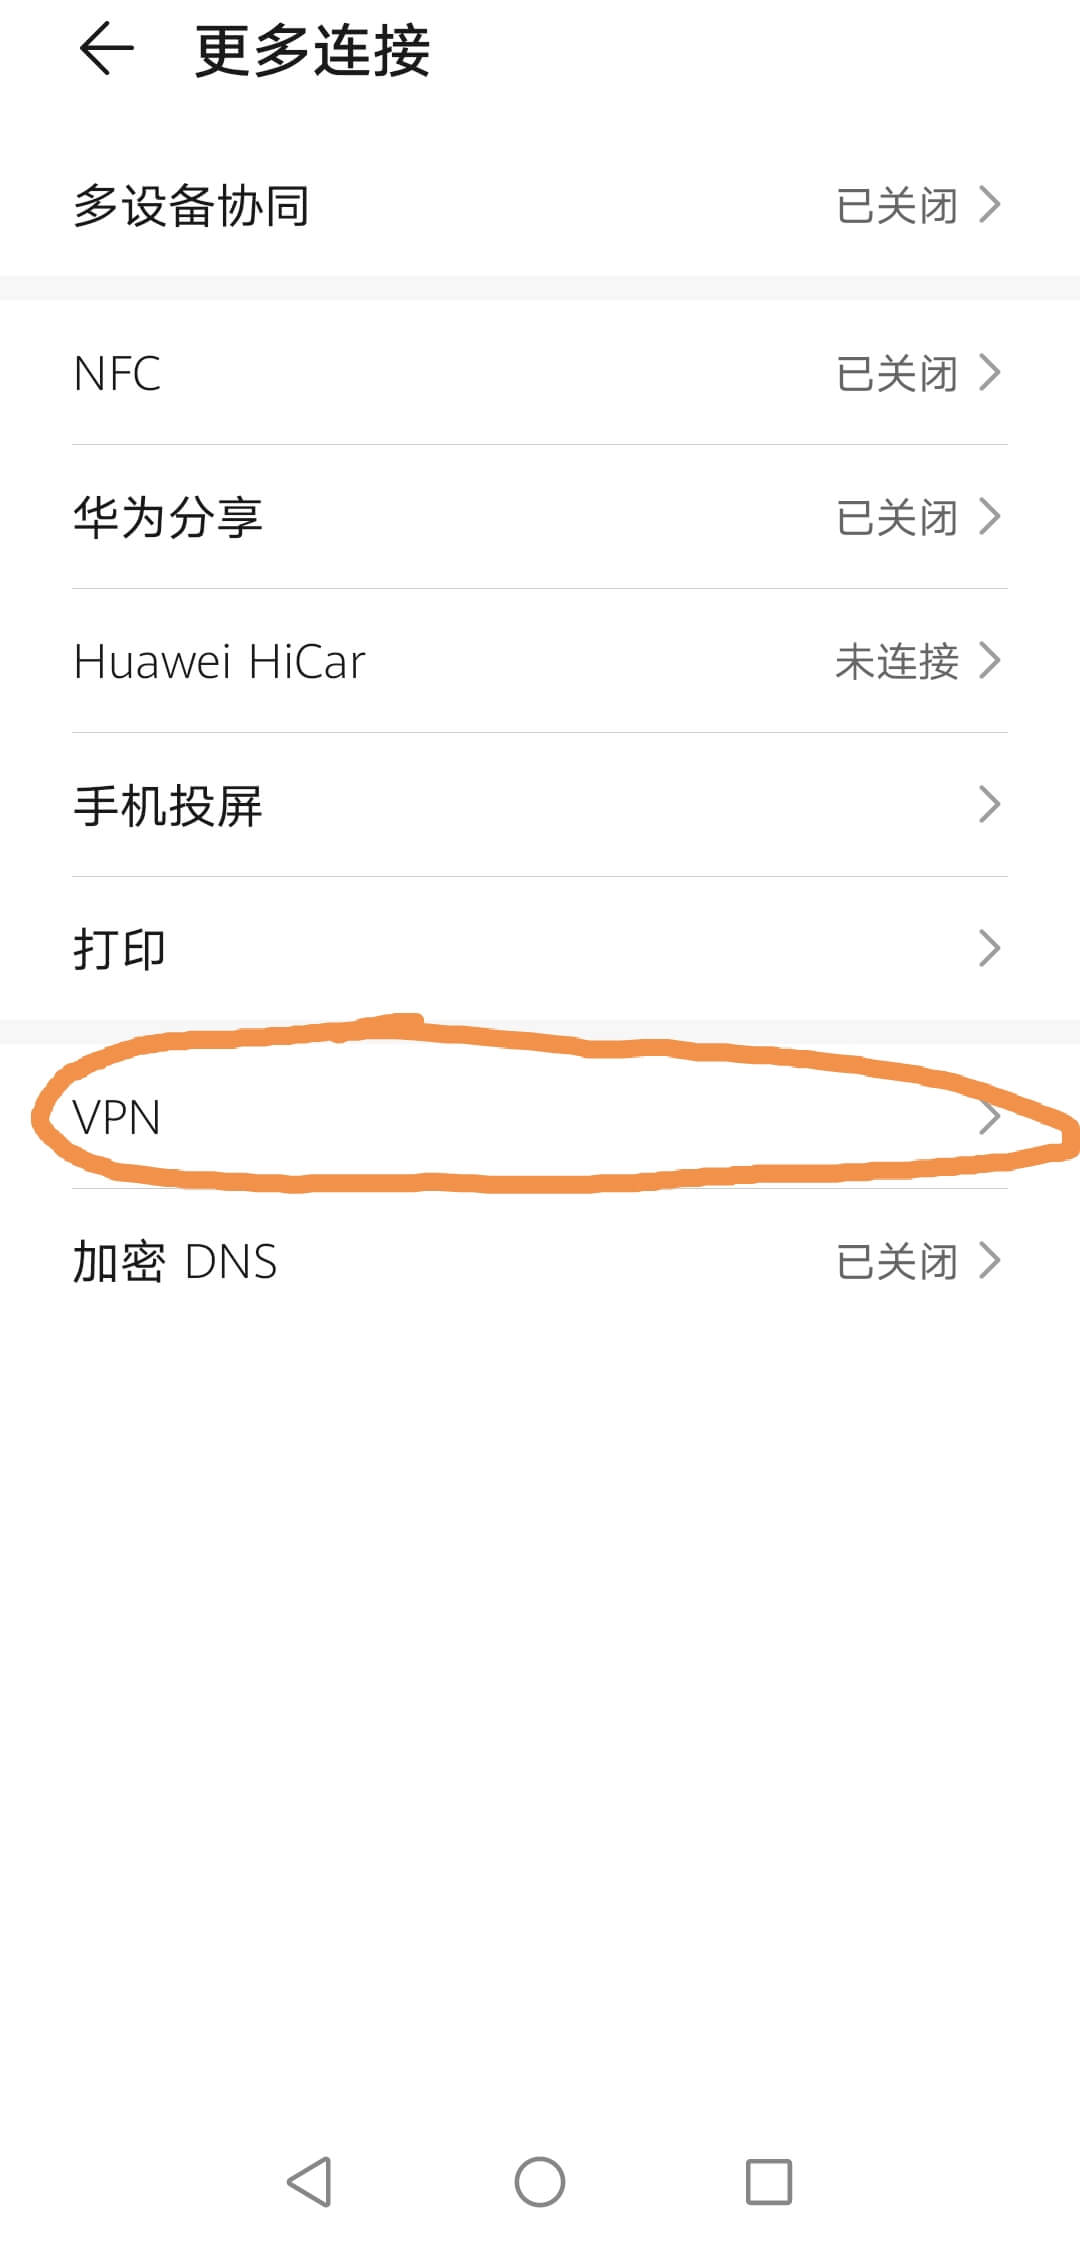 更多连接
多设备协同 已关闭
NFC 已关闭
华为分享 已关闭
Huawei HiCar 未连接
手机投屏
打印
VPN
加密 DNS 已关闭